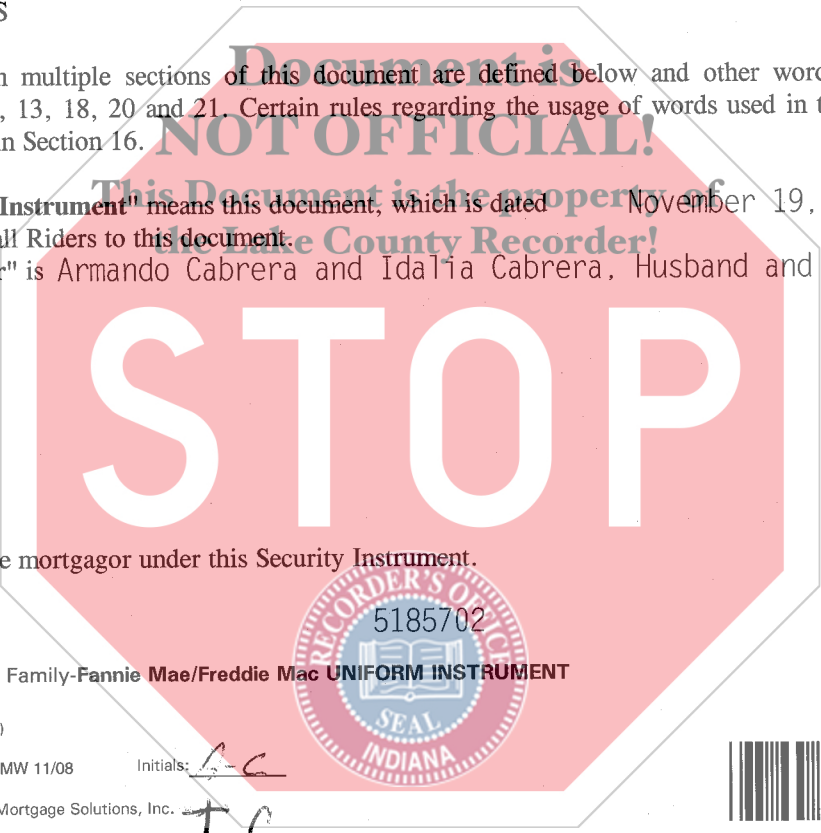 S
n multiple sections of this document are defined below and other word
, 13, 18, 20 and 21. Certain rules regarding the usage of words used in t
in Section 16.
Document is
NOT OFFICIAL!
This Document is the property of
the Lake County Recorder!
Instrument" means this document, which is dated November 19,
all Riders to this document.
r" is Armando Cabrera and Idalia Cabrera, Husband and
STOP
e mortgagor under this Security Instrument.
5185702
Family-Fannie Mae/Freddie Mac UNIFORM INSTRUMENT
RECORDER'S OFFICE
SEAL
INDIANA
)
MW 11/08 Initials: A-C
Mortgage Solutions, Inc. I C